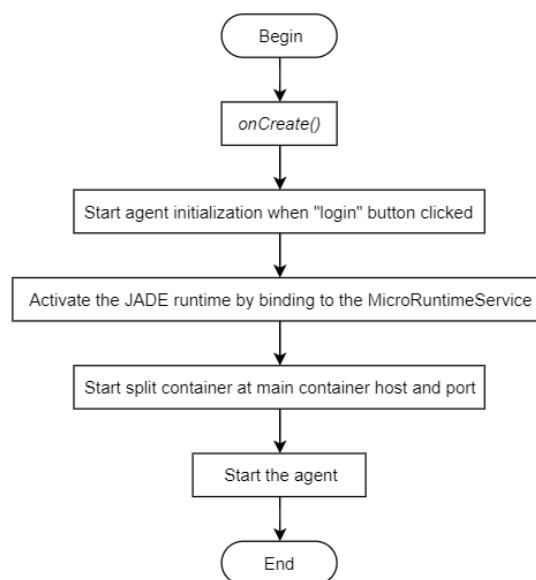 Begin
onCreate()
Start agent initialization when "login" button clicked
Activate the JADE runtime by binding to the MicroRuntimeService
Start split container at main container host and port
Start the agent
End